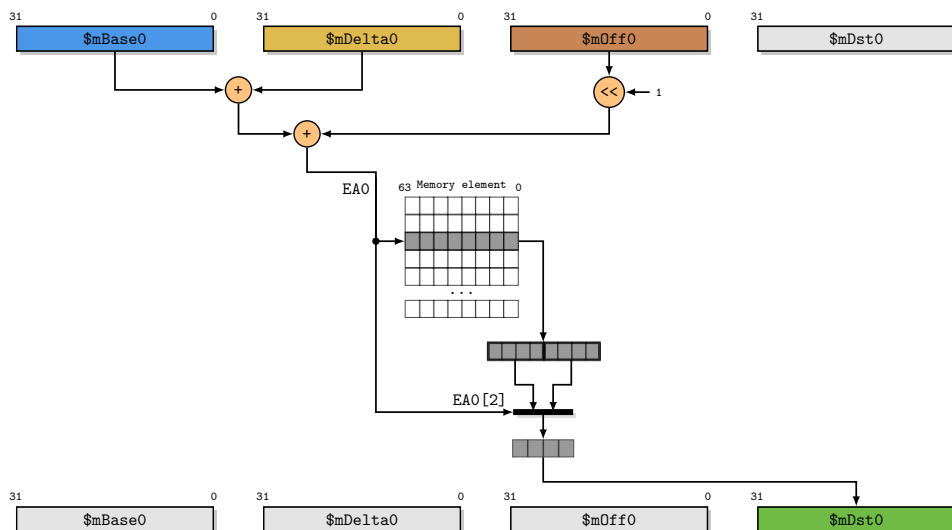 31 0 31 0 31 0 31
$mBase0 $mDelta0 $mOff0 $mDst0
+ << 1
+
EA0
63 Memory element 0
...
EA0[2]
31 0 31 0 31 0 31
$mBase0 $mDelta0 $mOff0 $mDst0